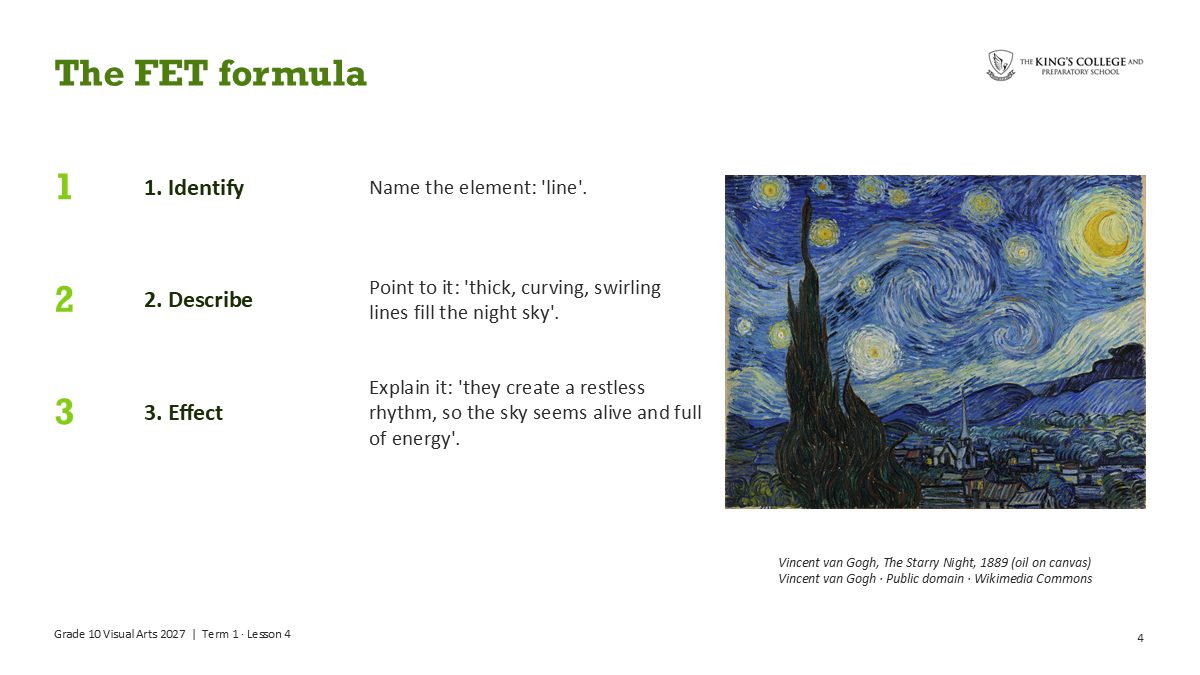 The FET formula
THE KING'S COLLEGE AND
PREPARATORY SCHOOL
1
1. Identify
Name the element: 'line'.
2
2. Describe
Point to it: 'thick, curving, swirling
lines fill the night sky'.
3
3. Effect
Explain it: 'they create a restless
rhythm, so the sky seems alive and full
of energy'.
Vincent van Gogh, The Starry Night, 1889 (oil on canvas)
Vincent van Gogh · Public domain · Wikimedia Commons
Grade 10 Visual Arts 2027 | Term 1 · Lesson 4
4